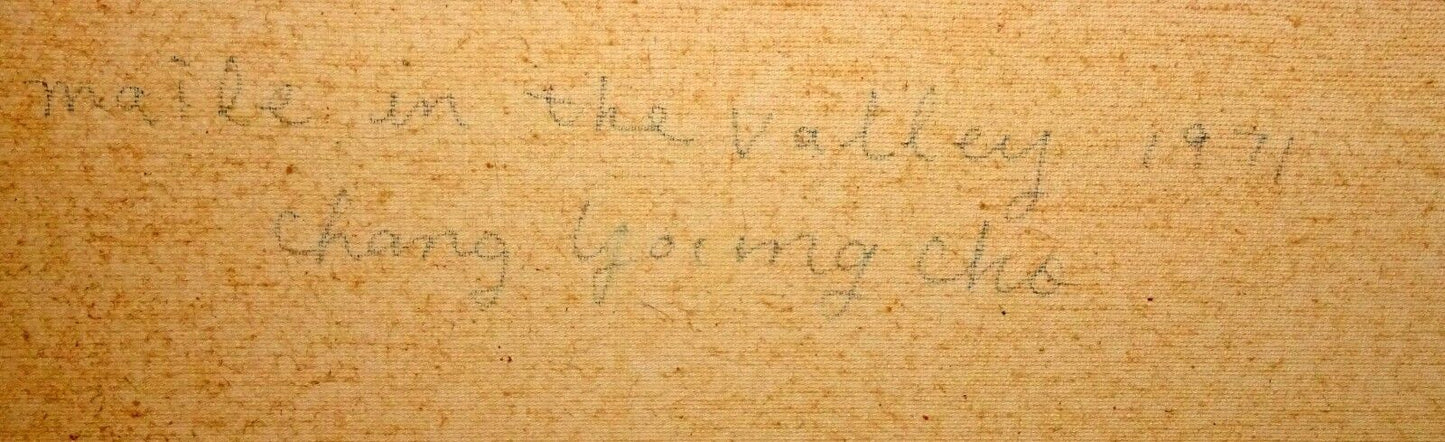 maile in the valley 1971
Chang Young Cho